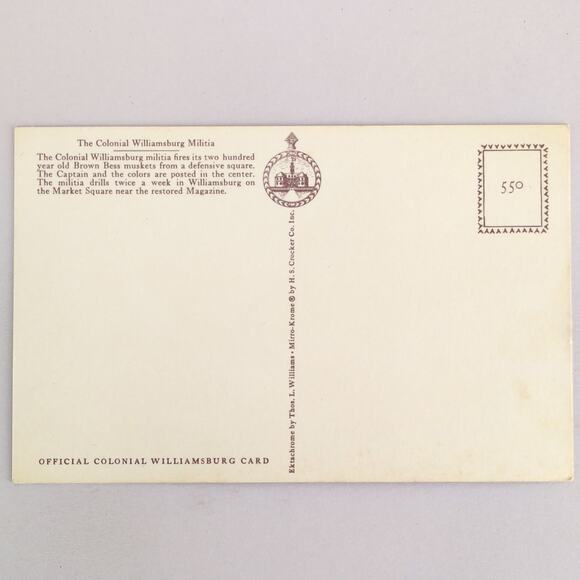 The Colonial Williamsburg Militia
The Colonial Williamsburg militia fires its two hundred
year old Brown Bess muskets from a defensive square.
The Captain and the colors are posted in the center.
The militia drills twice a week in Williamsburg on
the Market Square near the restored Magazine.
550
Ektachrome by Thos. L. Williams • Mirro-Krome® by H. S. Crocker Co. Inc.
OFFICIAL COLONIAL WILLIAMSBURG CARD